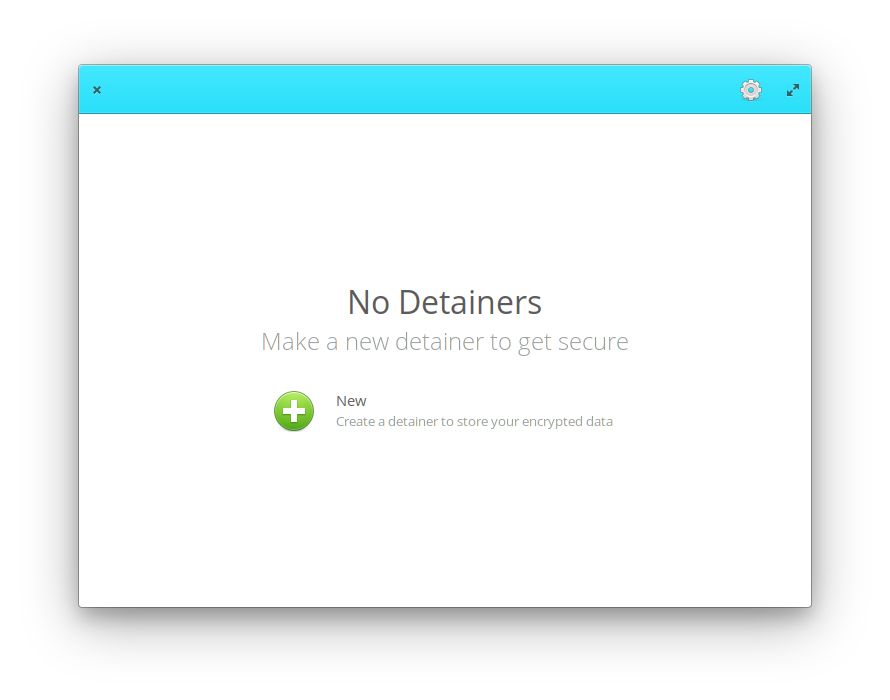 No Detainers
Make a new detainer to get secure
New
Create a detainer to store your encrypted data